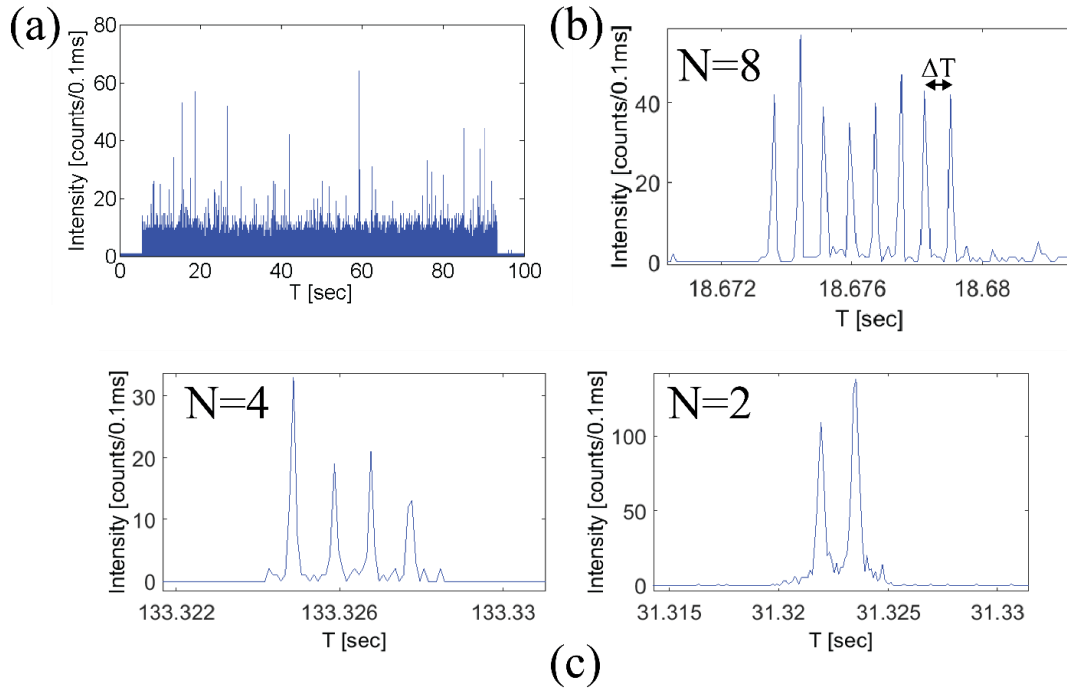 (a)
Intensity [counts/0.1ms]
80
60
40
20
0
0 20 40 60 80 100
T [sec]
(b)
Intensity [counts/0.1ms]
N=8
ΔT
40
20
0
18.672 18.676 18.68
T [sec]
Intensity [counts/0.1ms]
N=4
30
20
10
0
133.322 133.326 133.33
T [sec]
Intensity [counts/0.1ms]
N=2
100
50
0
31.315 31.32 31.325 31.33
T [sec]
(c)